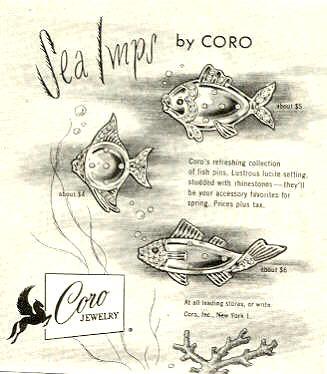 Sea Imps by CORO
about $5
Coro's refreshing collection
of fish pins. Lustrous lucite setting,
studded with rhinestones — they'll
be your accessory favorites for
spring. Prices plus tax.
about $4
about $6
At all leading stores, or write
Coro, Inc., New York 1.
Coro
JEWELRY